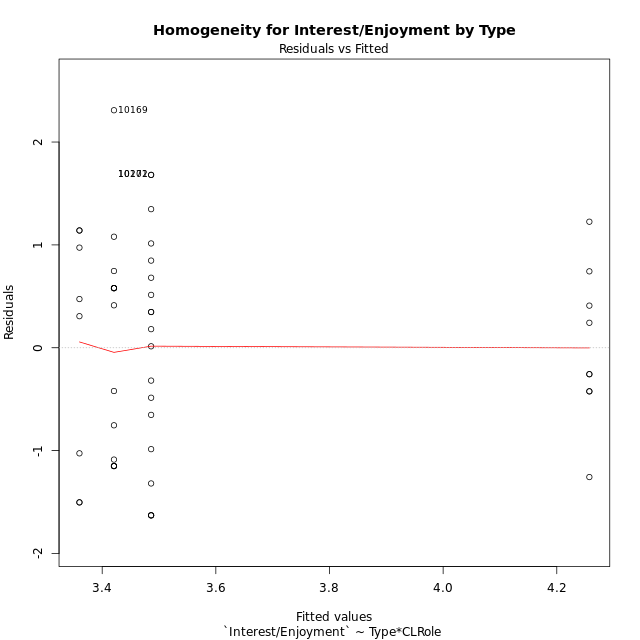 Homogeneity for Interest/Enjoyment by Type
Residuals vs Fitted
10169
2
1
0
-1
-2
Residuals
3.4 3.6 3.8 4.0 4.2
Fitted values
`Interest/Enjoyment` ~ Type*CLRole